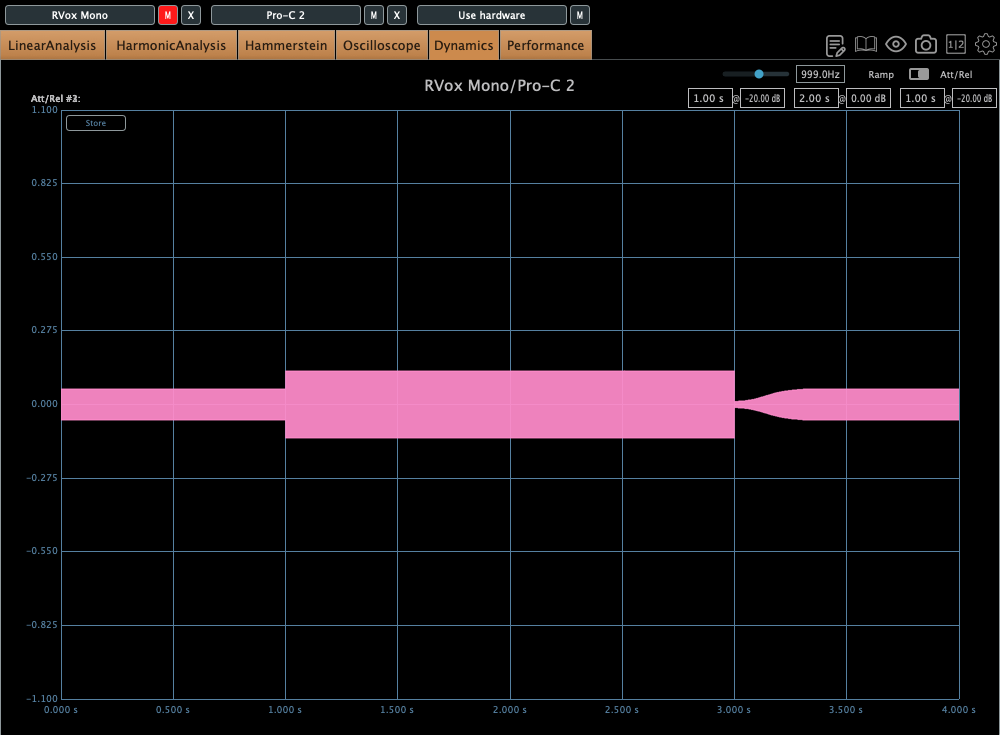 RVox Mono M X Pro-C 2 M X Use hardware M
LinearAnalysis HarmonicAnalysis Hammerstein Oscilloscope Dynamics Performance
1|2
999.0Hz Ramp Att/Rel
RVox Mono/Pro-C 2
1.00 s @ -20.00 dB 2.00 s @ 0.00 dB 1.00 s @ -20.00 dB
Att/Rel
1.100
Store
0.825
0.550
0.275
0.000
-0.275
-0.550
-0.825
-1.100
0.000 s 0.500 s 1.000 s 1.500 s 2.000 s 2.500 s 3.000 s 3.500 s 4.000 s